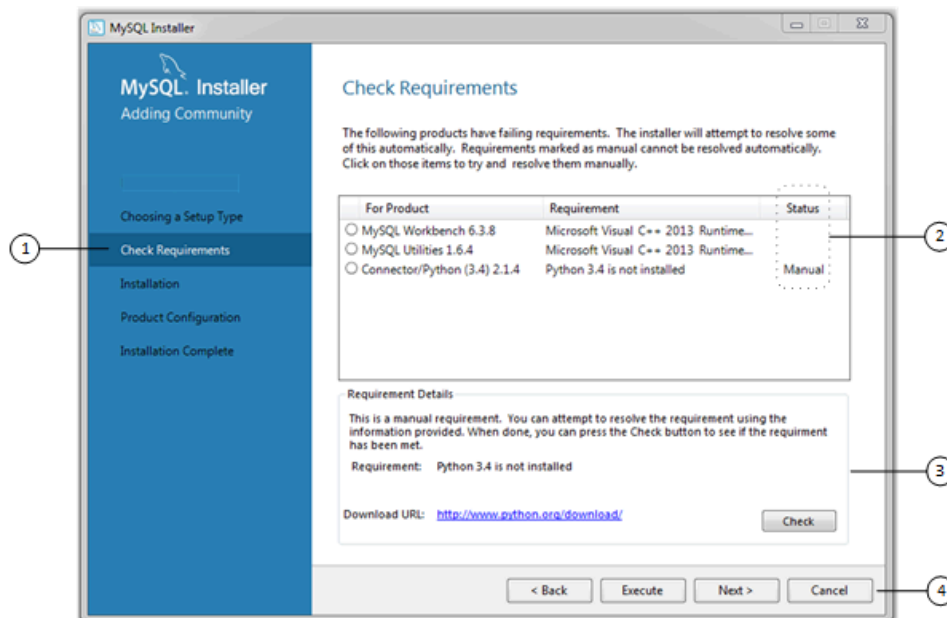 MySQL Installer
MySQL. Installer
Adding Community
Choosing a Setup Type
Check Requirements
Installation
Product Configuration
Installation Complete
Check Requirements
The following products have failing requirements. The installer will attempt to resolve some
of this automatically. Requirements marked as manual cannot be resolved automatically.
Click on those items to try and resolve them manually.
For Product Requirement Status
MySQL Workbench 6.3.8 Microsoft Visual C++ 2013 Runtime...
MySQL Utilities 1.6.4 Microsoft Visual C++ 2013 Runtime...
Connector/Python (3.4) 2.1.4 Python 3.4 is not installed Manual
Requirement Details
This is a manual requirement. You can attempt to resolve the requirement using the
information provided. When done, you can press the Check button to see if the requirment
has been met.
Requirement: Python 3.4 is not installed
Download URL: http://www.python.org/download/
Check
< Back Execute Next > Cancel
1
2
3
4